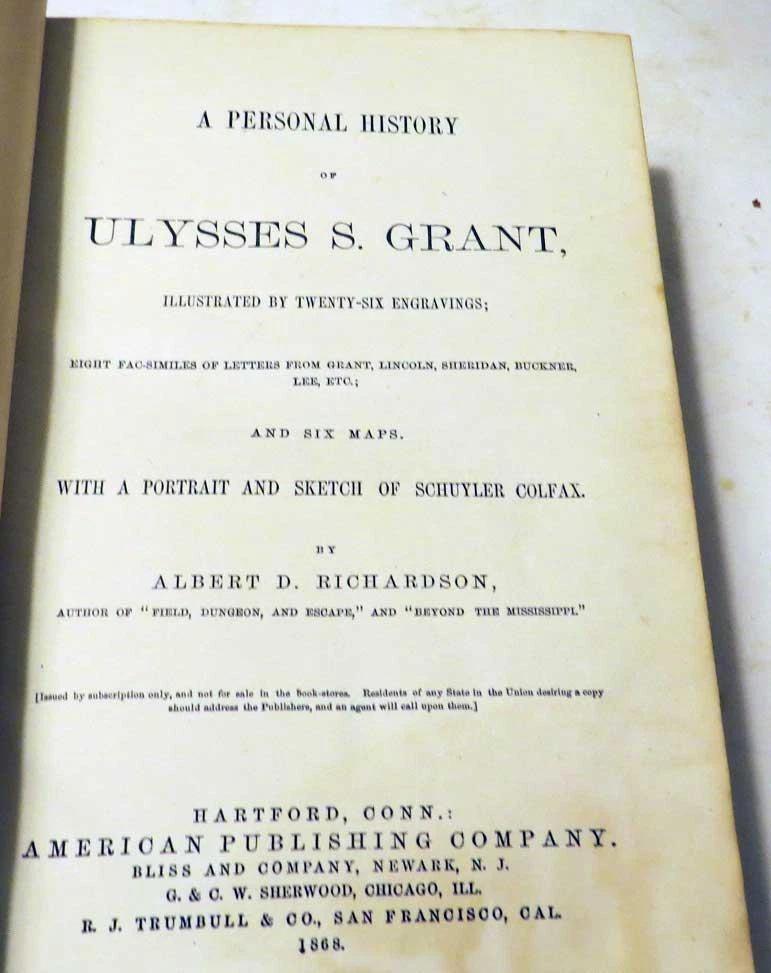 A PERSONAL HISTORY
OF
ULYSSES S. GRANT,
ILLUSTRATED BY TWENTY-SIX ENGRAVINGS;
EIGHT FAC-SIMILES OF LETTERS FROM GRANT, LINCOLN, SHERIDAN, BUCKNER,
LEE, ETC.;
AND SIX MAPS.
WITH A PORTRAIT AND SKETCH OF SCHUYLER COLFAX.
BY
ALBERT D. RICHARDSON,
AUTHOR OF "FIELD, DUNGEON, AND ESCAPE," AND "BEYOND THE MISSISSIPPI."
[Issued by subscription only, and not for sale in the book-stores. Residents of any State in the Union desiring a copy
should address the Publishers, and an agent will call upon them.]
HARTFORD, CONN.:
AMERICAN PUBLISHING COMPANY.
BLISS AND COMPANY, NEWARK, N. J.
G. & C. W. SHERWOOD, CHICAGO, ILL.
R. J. TRUMBULL & CO., SAN FRANCISCO, CAL.
1868.